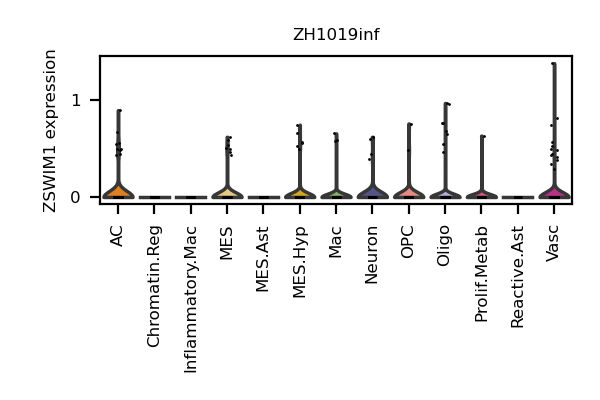 ZH1019inf
ZSWIM1 expression
1
0
AC
Chromatin.Reg
Inflammatory.Mac
MES
MES.Ast
MES.Hyp
Mac
Neuron
OPC
Oligo
Prolif.Metab
Reactive.Ast
Vasc